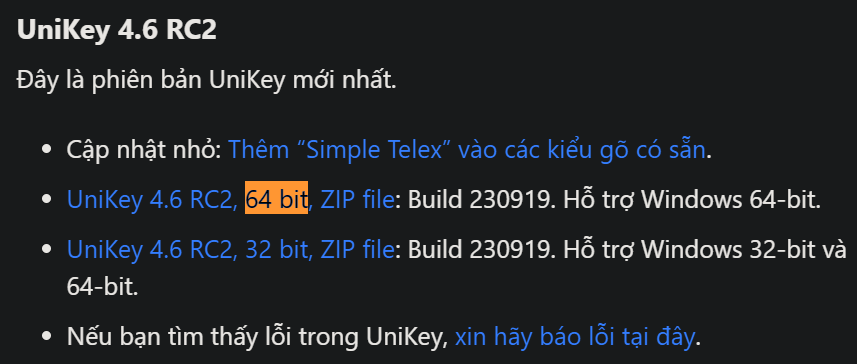 UniKey 4.6 RC2
Đây là phiên bản UniKey mới nhất.
• Cập nhật nhỏ: Thêm “Simple Telex” vào các kiểu gõ có sẵn.
• UniKey 4.6 RC2, 64 bit, ZIP file: Build 230919. Hỗ trợ Windows 64-bit.
• UniKey 4.6 RC2, 32 bit, ZIP file: Build 230919. Hỗ trợ Windows 32-bit và
64-bit.
• Nếu bạn tìm thấy lỗi trong UniKey, xin hãy báo lỗi tại đây.